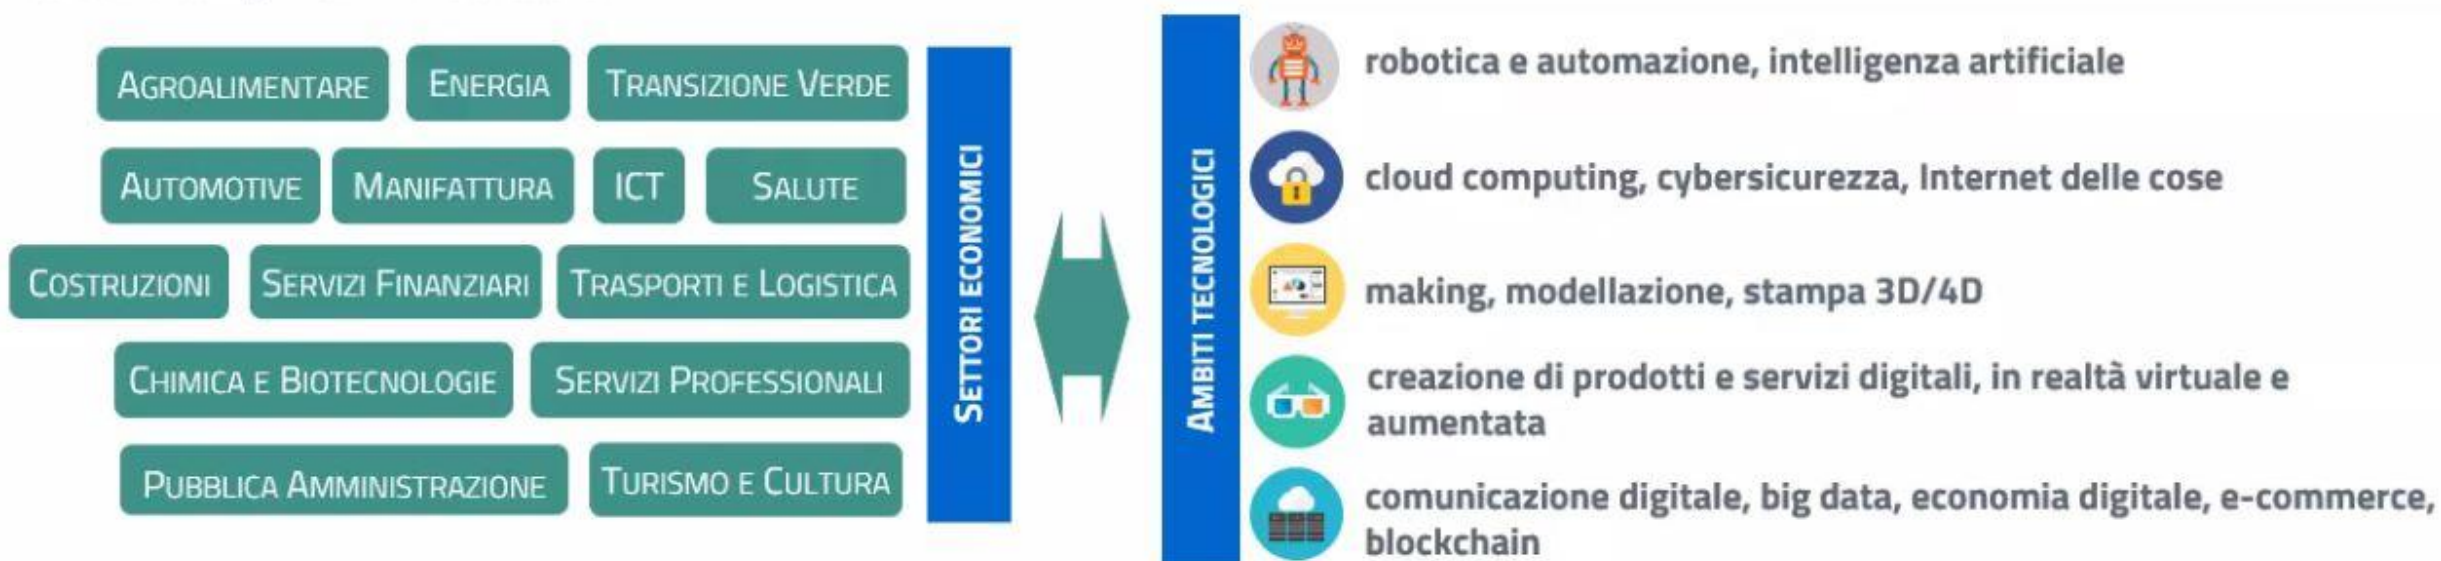 AGROALIMENTARE
ENERGIA
TRANSIZIONE VERDE
AUTOMOTIVE
MANIFATTURA
ICT
SALUTE
COSTRUZIONI
SERVIZI FINANZIARI
TRASPORTI E LOGISTICA
CHIMICA E BIOTECNOLOGIE
SERVIZI PROFESSIONALI
PUBBLICA AMMINISTRAZIONE
TURISMO E CULTURA
SETTORI ECONOMICI
AMBITI TECNOLOGICI
robotica e automazione, intelligenza artificiale
cloud computing, cybersicurezza, Internet delle cose
making, modellazione, stampa 3D/4D
creazione di prodotti e servizi digitali, in realtà virtuale e
aumentata
comunicazione digitale, big data, economia digitale, e-commerce,
blockchain